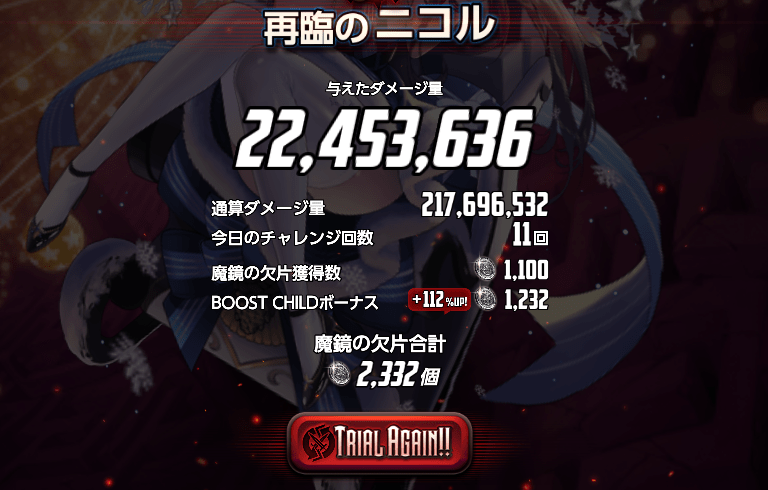 再臨のニコル
与えたダメージ量
22,453,636
通算ダメージ量 217,696,532
今日のチャレンジ回数 11回
魔鏡の欠片獲得数 1,100
BOOST CHILDボーナス +112%UP! 1,232
魔鏡の欠片合計
2,332個
TRIAL AGAIN!!